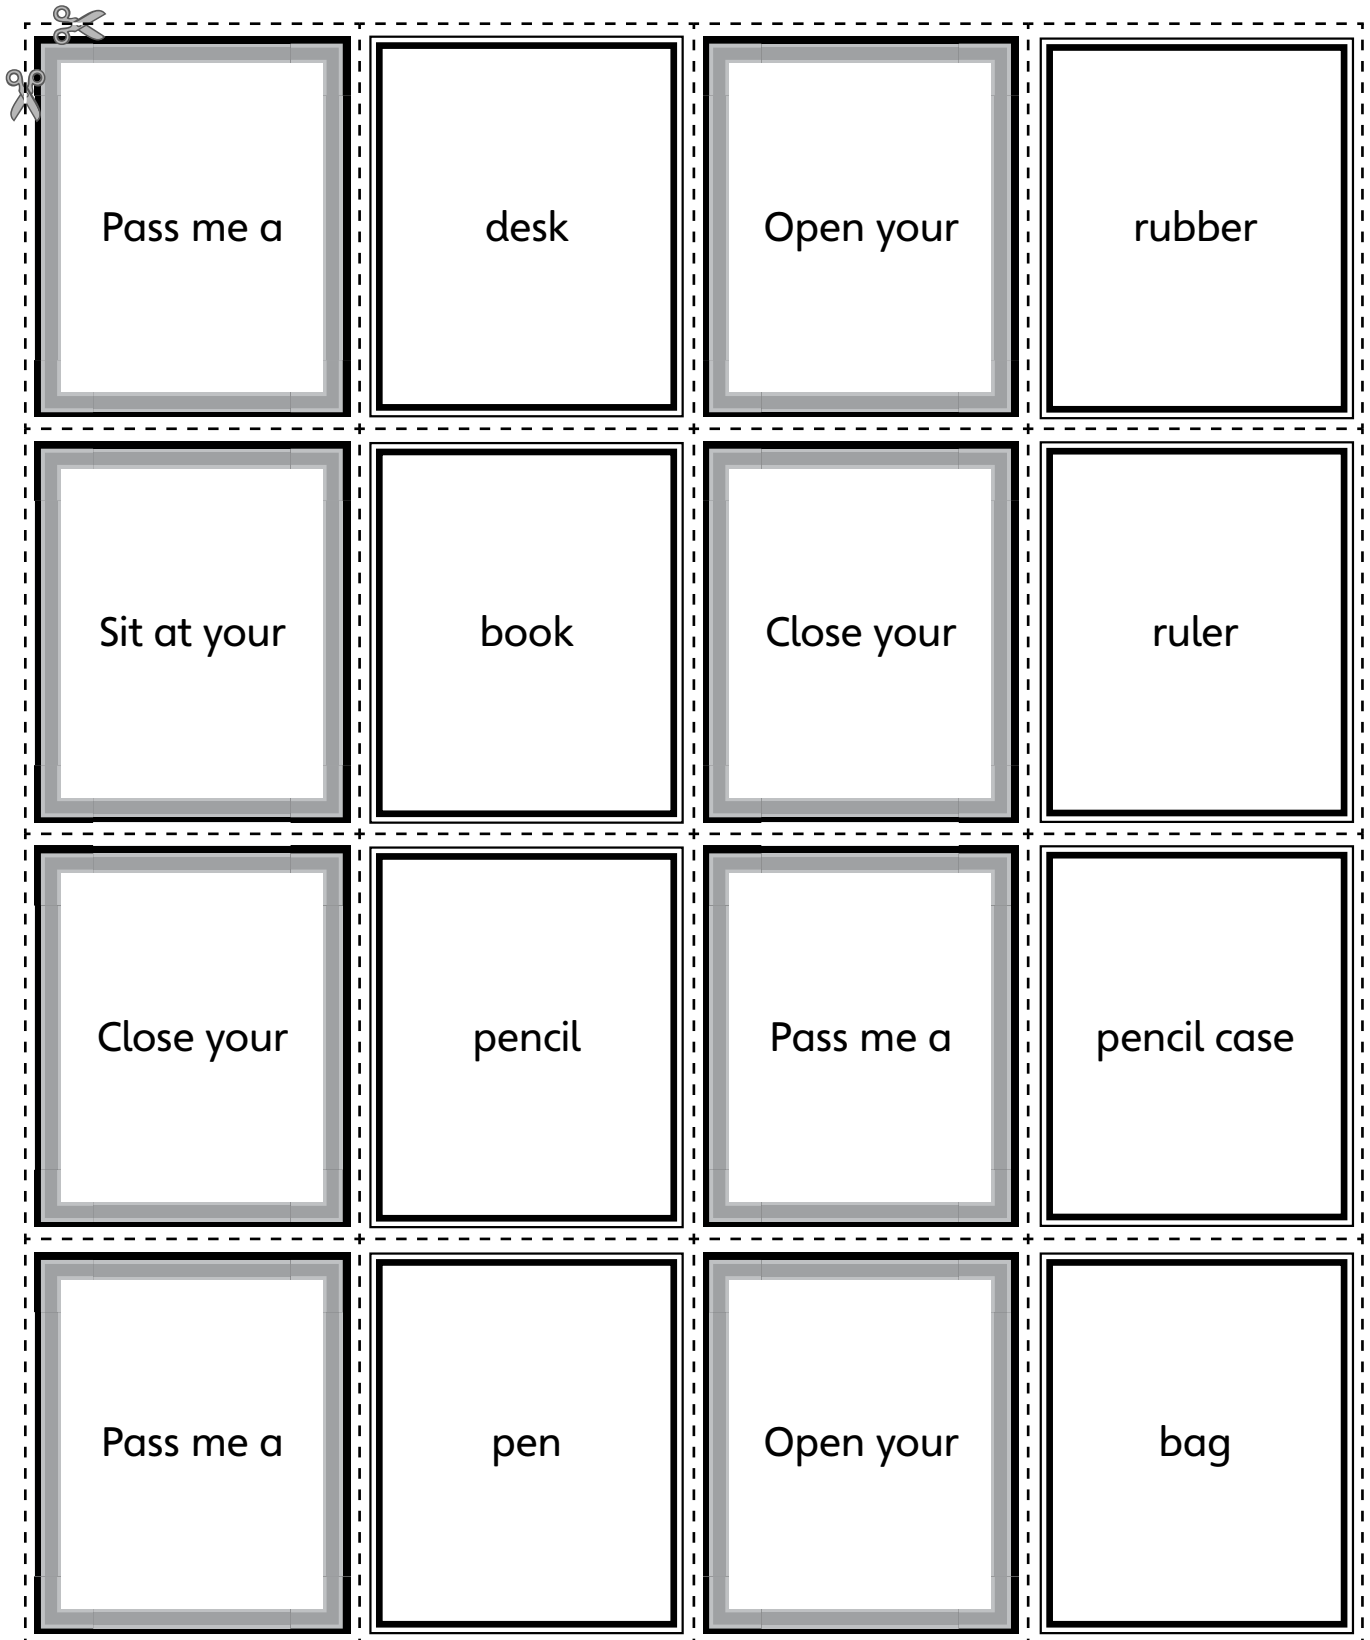 Pass me a
desk
Open your
rubber
Sit at your
book
Close your
ruler
Close your
pencil
Pass me a
pencil case
Pass me a
pen
Open your
bag